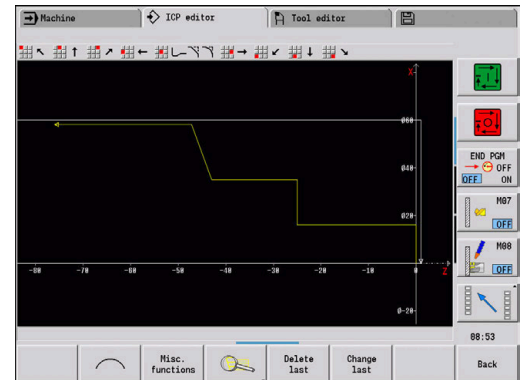 Machine
ICP editor
Tool editor
X
Ø60
Ø40
Ø20
-80 -70 -60 -50 -40 -30 -20 -10 0 Z
Ø-20
END PGM
OFF
OFF ON
M07
OFF
M08
OFF
08:53
Misc.
functions
Delete
last
Change
last
Back